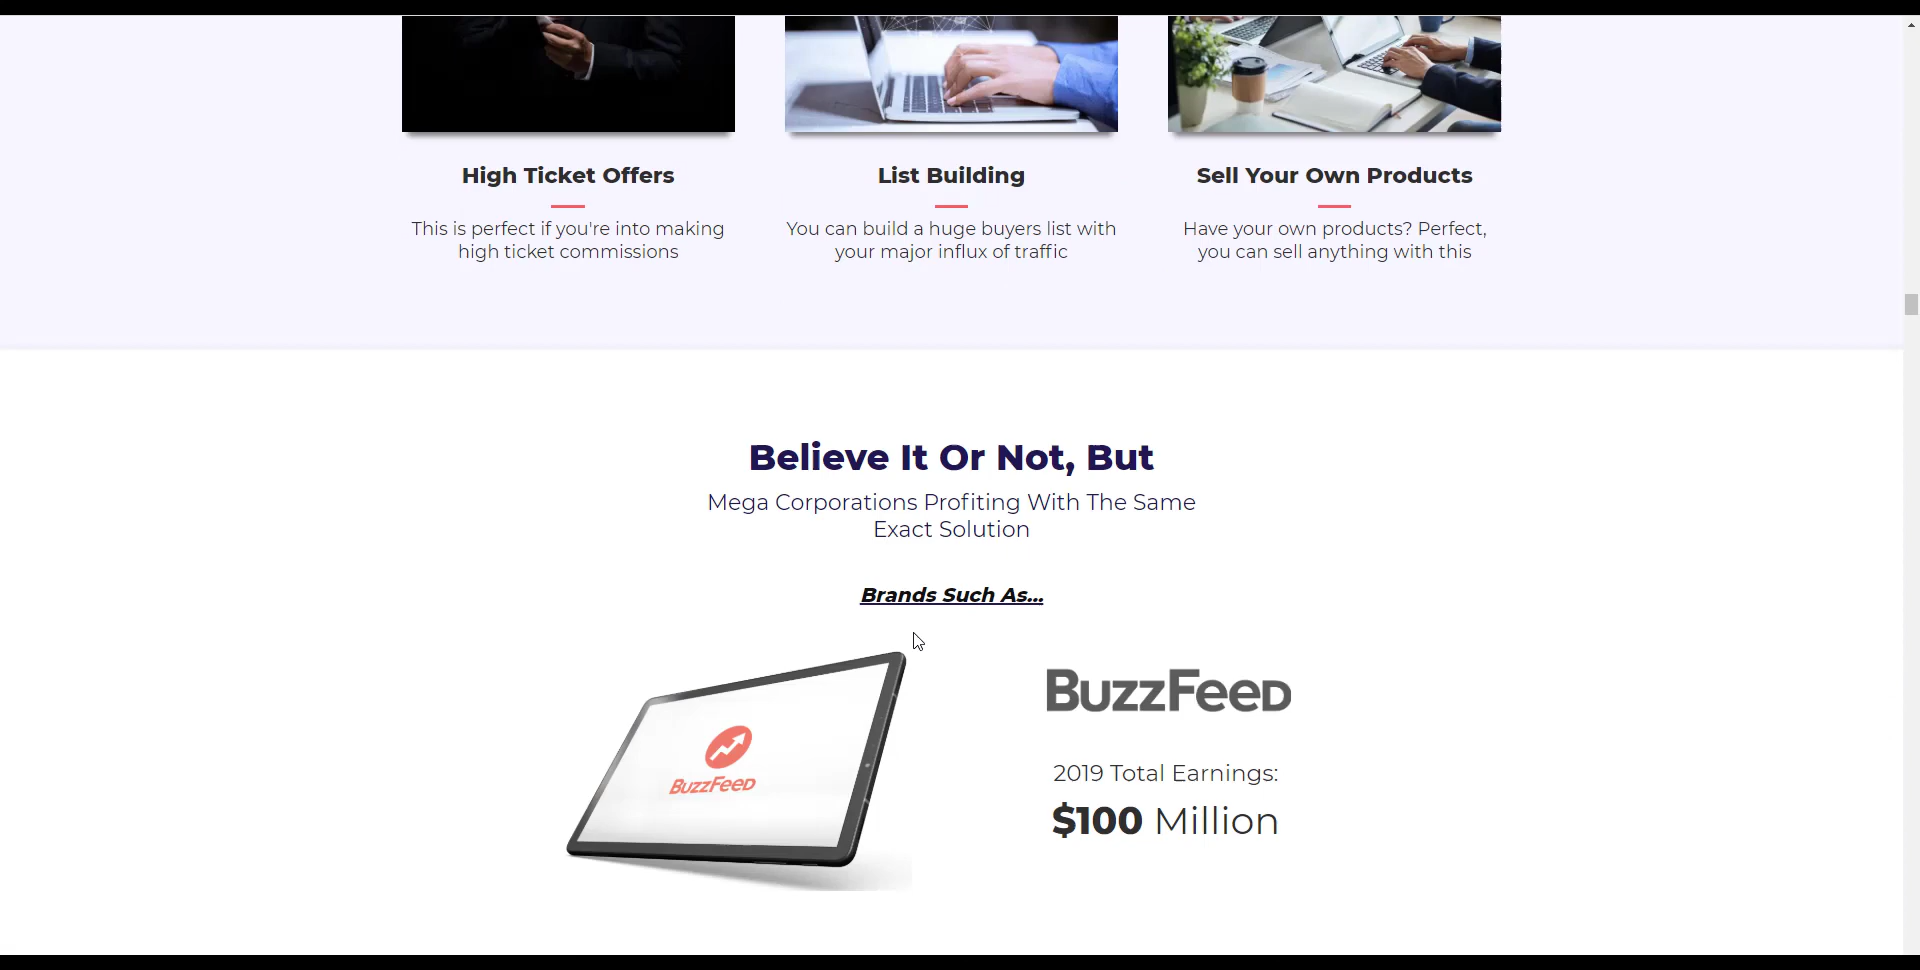 High Ticket Offers
This is perfect if you're into making
high ticket commissions
List Building
You can build a huge buyers list with
your major influx of traffic
Sell Your Own Products
Have your own products? Perfect,
you can sell anything with this
Believe It Or Not, But
Mega Corporations Profiting With The Same
Exact Solution
Brands Such As...
BuzzFeed
BuzzFeed
2019 Total Earnings:
$100 Million